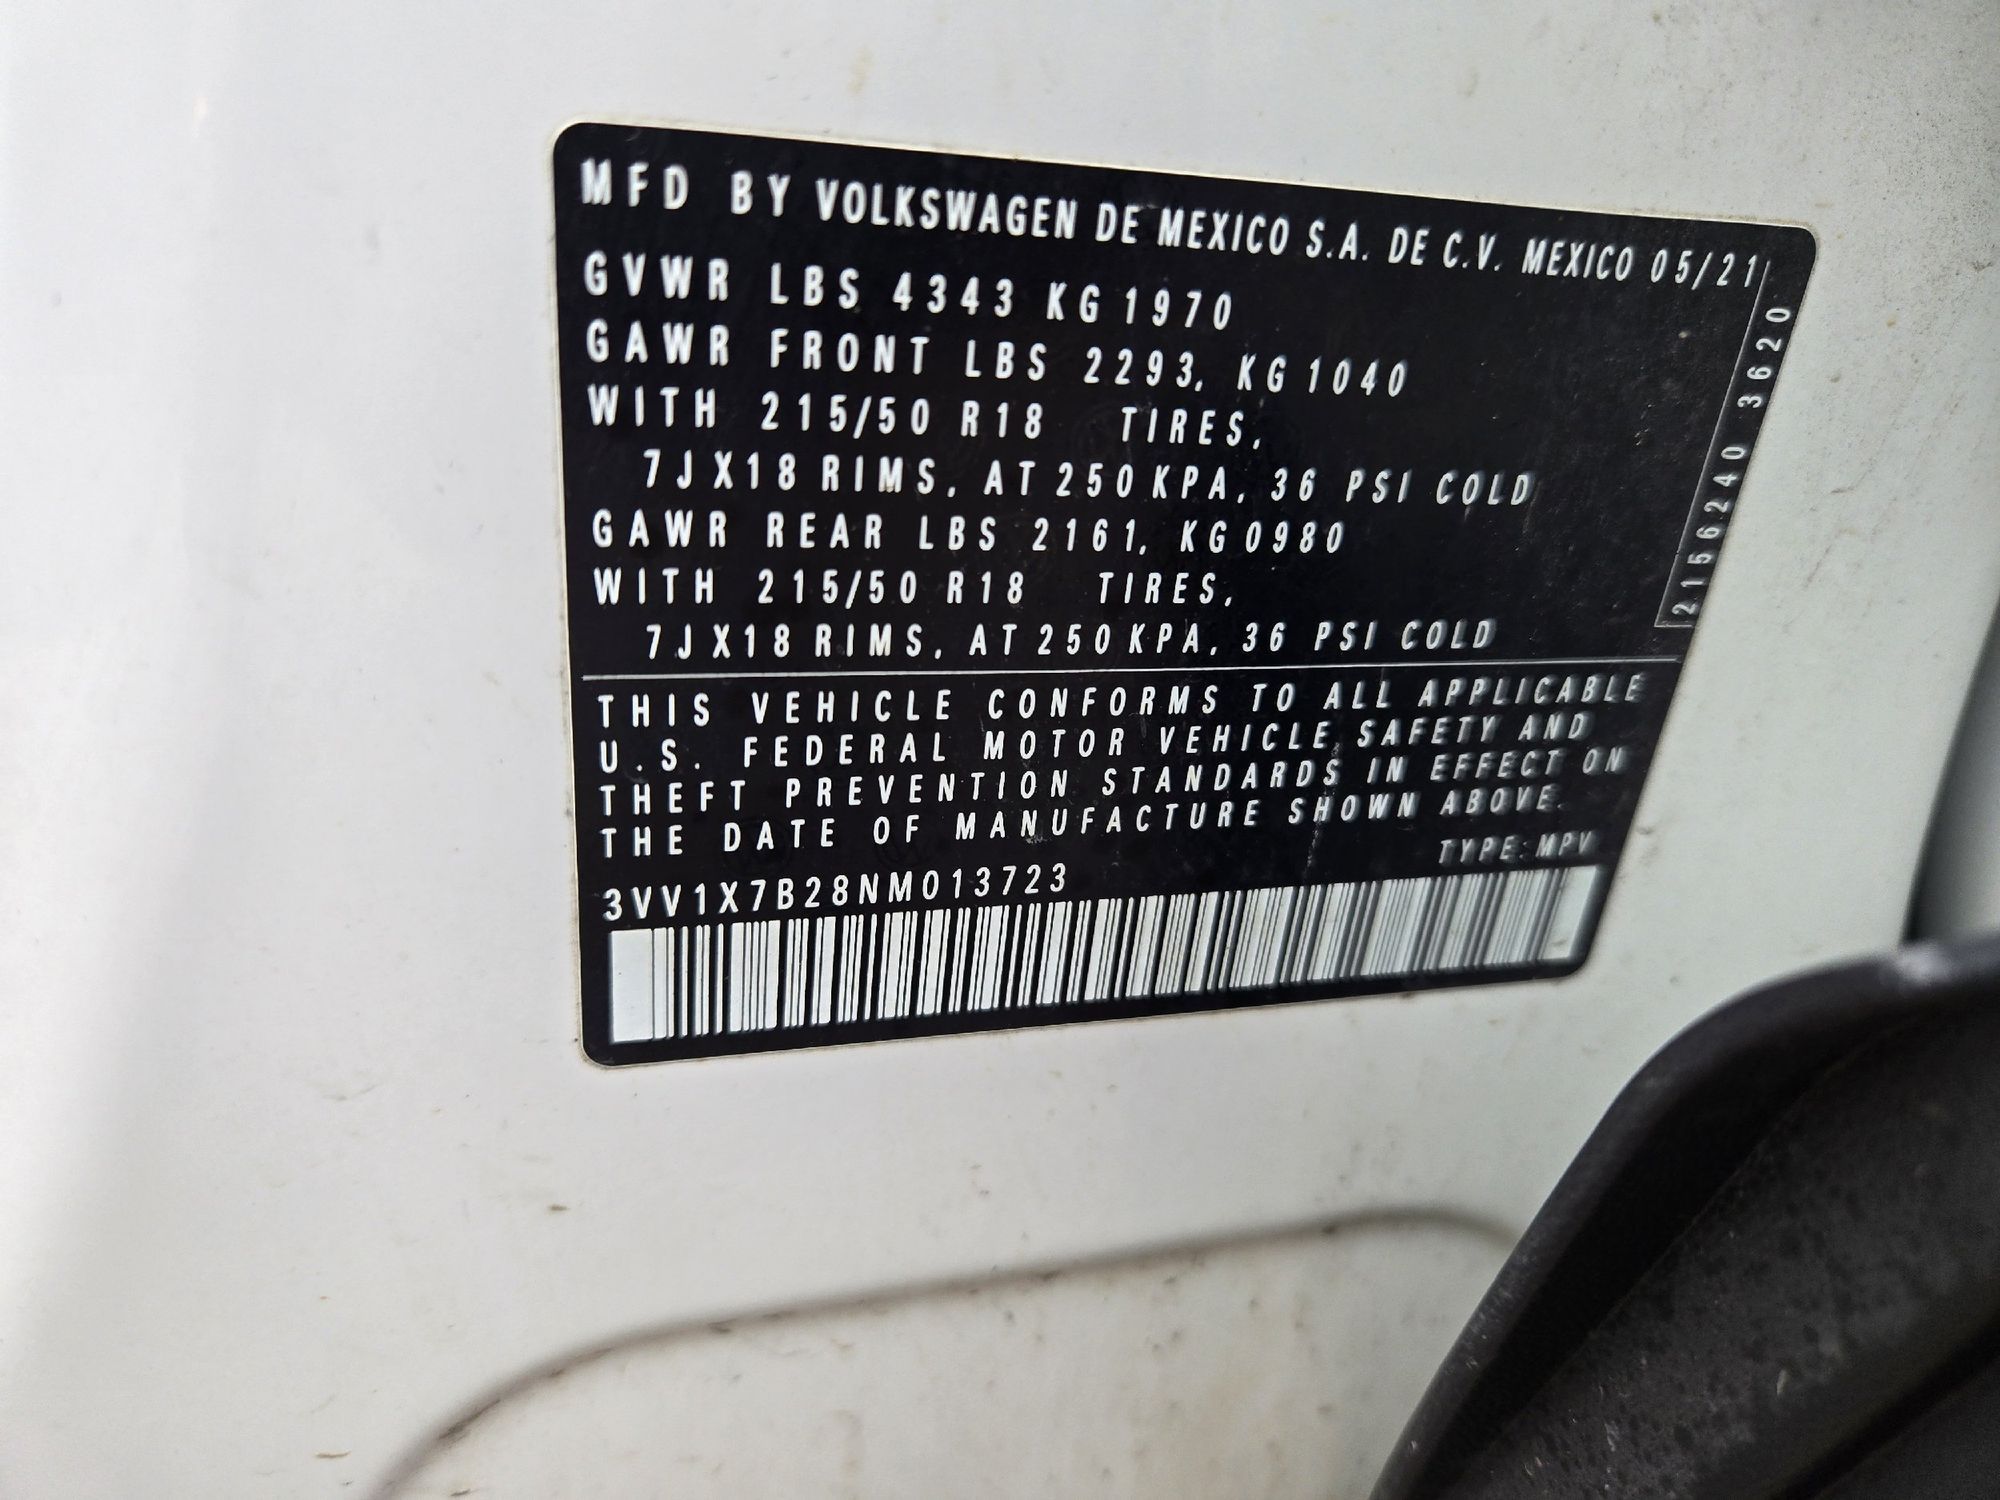 MFD BY VOLKSWAGEN DE MEXICO S.A. DE C.V. MEXICO 05/21
GVWR LBS 4343 KG 1970
GAWR FRONT LBS 2293, KG 1040
WITH 215/50 R18 TIRES,
7JX18 RIMS, AT 250 KPA, 36 PSI COLD
GAWR REAR LBS 2161, KG 0980
WITH 215/50 R18 TIRES,
7JX18 RIMS, AT 250 KPA, 36 PSI COLD
2156240 3620
THIS VEHICLE CONFORMS TO ALL APPLICABLE
U.S. FEDERAL MOTOR VEHICLE SAFETY AND
THEFT PREVENTION STANDARDS IN EFFECT ON
THE DATE OF MANUFACTURE SHOWN ABOVE.
TYPE: MPV
3VV1X7B28NM013723